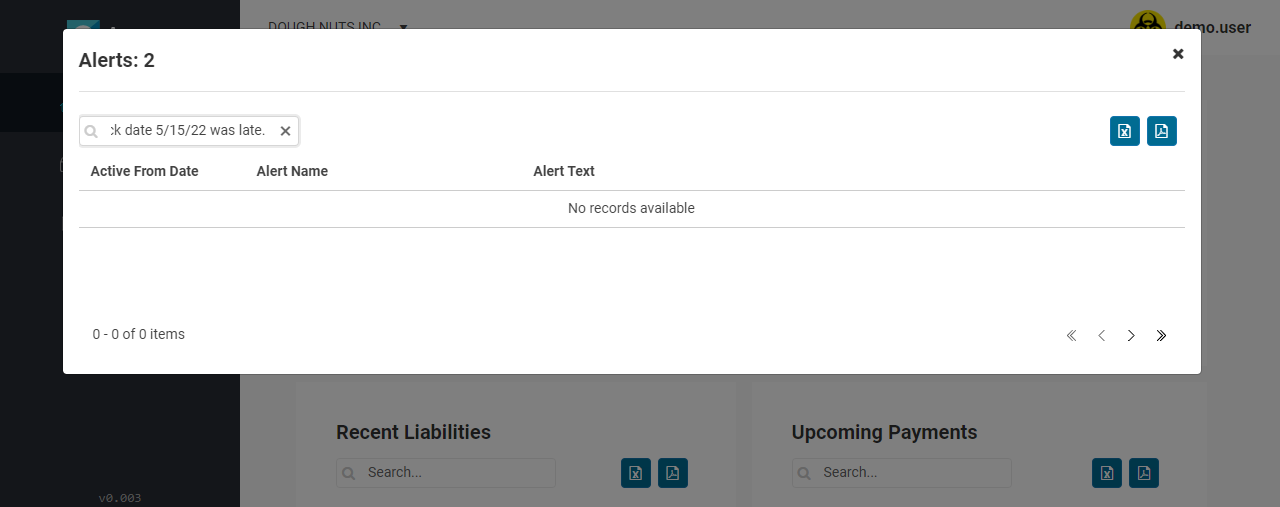 DOUGH NUTS INC
demo.user
Alerts: 2
date 5/15/22 was late.
Active From Date Alert Name Alert Text
No records available
0 - 0 of 0 items
Recent Liabilities Upcoming Payments
Search... Search...
v0.003